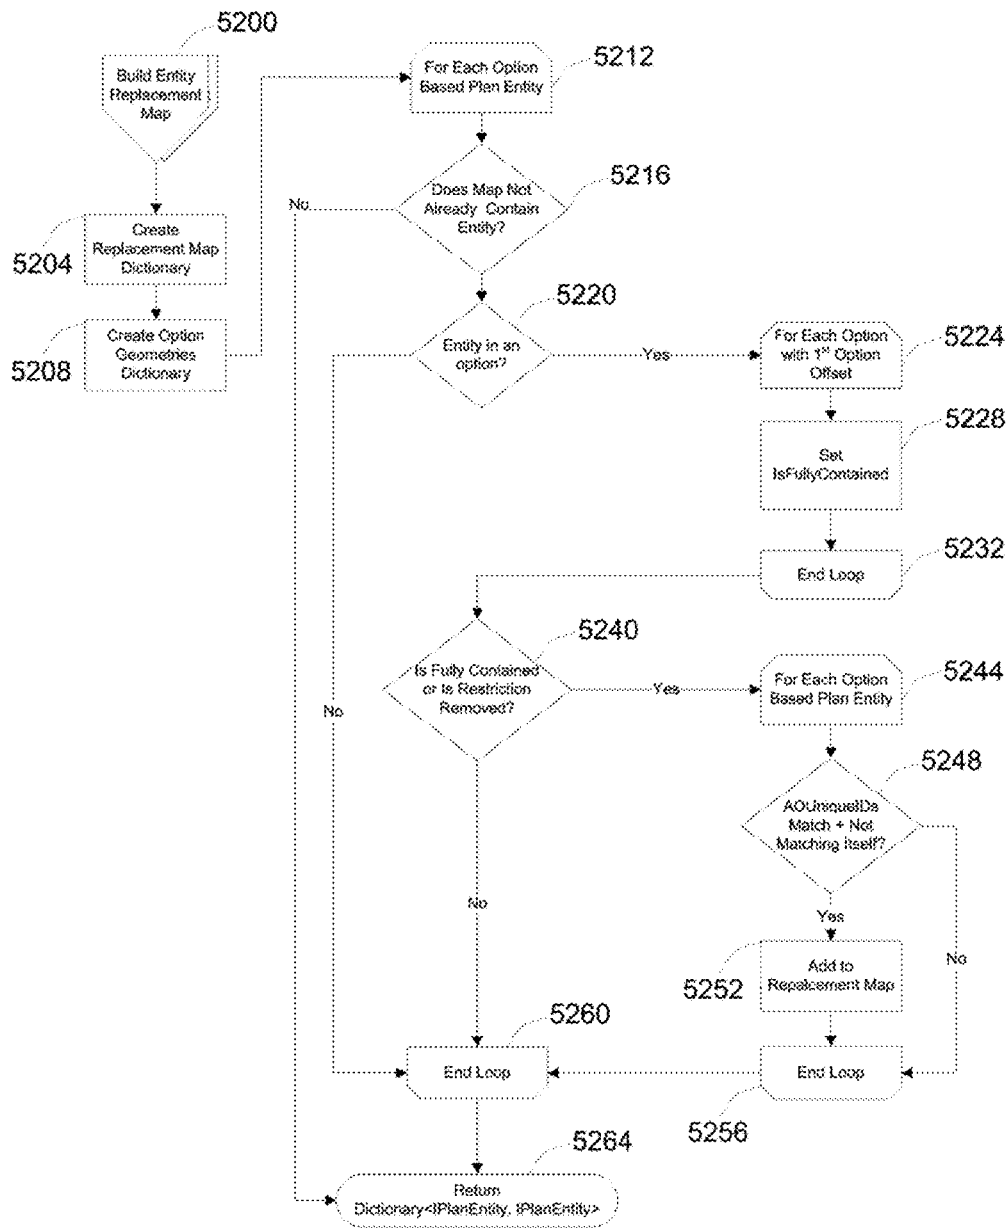 5200
Build Entity
Replacement
Map
5204
Create
Replacement Map
Dictionary
5208
Create Option
Geometries
Dictionary
5212
For Each Option
Based Plan Entity
5216
Does Map Not
Already Contain
Entity?
No
5220
Entity in an
option?
Yes
No
5224
For Each Option
with 1st Option
Offset
5228
Set
IsFullyContained
5232
End Loop
5240
Is Fully Contained
or Is Restriction
Removed?
Yes
No
5244
For Each Option
Based Plan Entity
5248
AOUniqueIDs
Match + Not
Matching Itself?
Yes
No
5252
Add to
Repalcement Map
5256
End Loop
5260
End Loop
5264
Return
Dictionary<IPlanEntity, IPlanEntity>